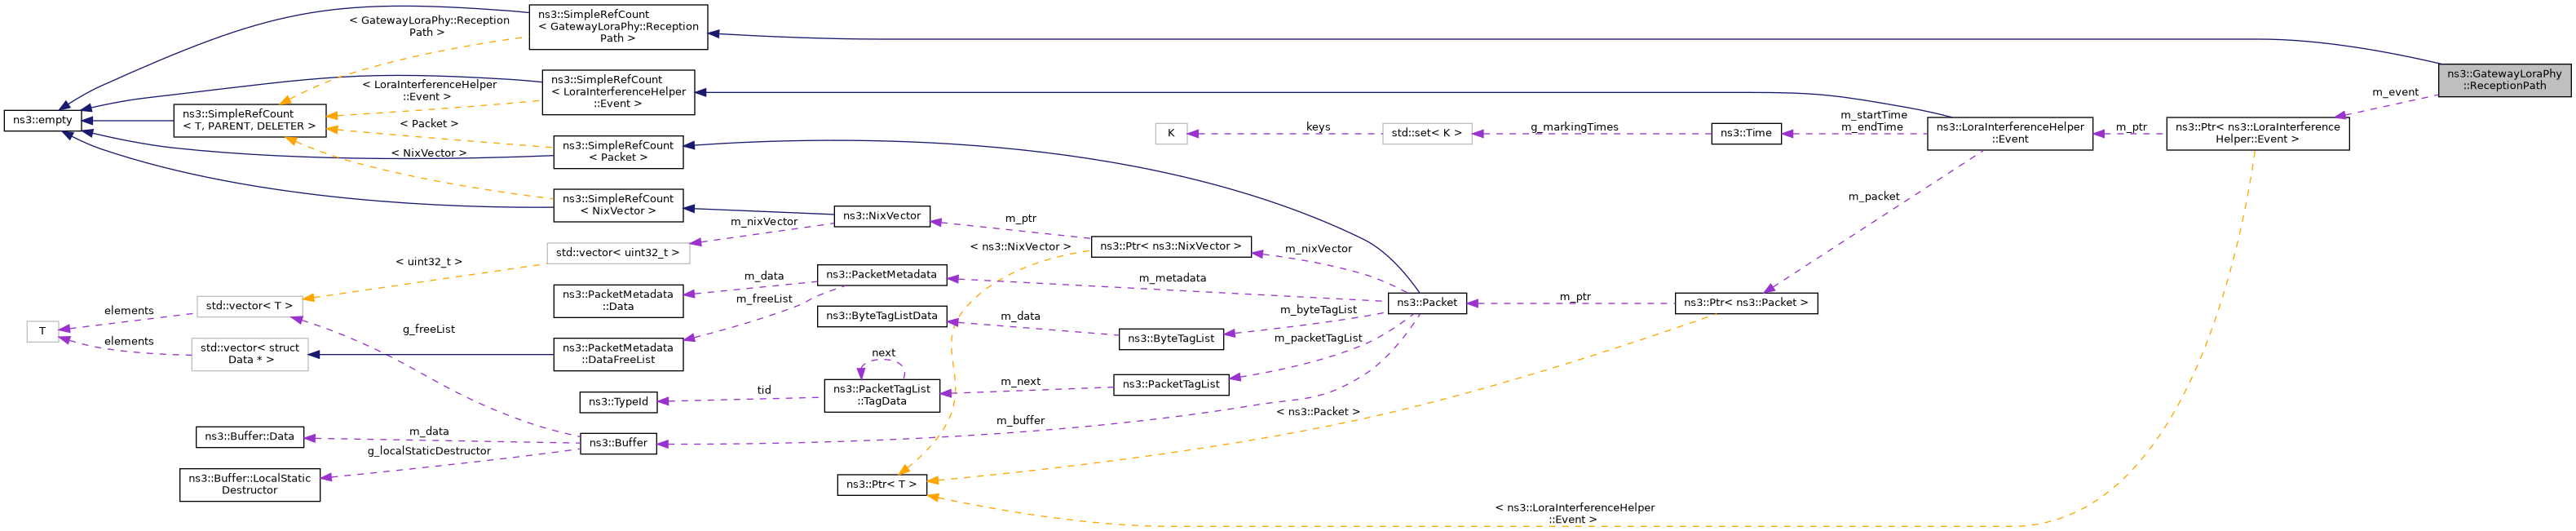 ns3::SimpleRefCount
< GatewayLoraPhy::Reception
Path >
< GatewayLoraPhy::Reception
Path >
ns3::GatewayLoraPhy
::ReceptionPath
ns3::SimpleRefCount
< LoraInterferenceHelper
::Event >
< LoraInterferenceHelper
::Event >
m_event
ns3::empty
ns3::SimpleRefCount
< T, PARENT, DELETER >
< Packet >
K
keys
std::set< K >
g_markingTimes
ns3::Time
m_startTime
m_endTime
ns3::LoraInterferenceHelper
::Event
m_ptr
ns3::Ptr< ns3::LoraInterference
Helper::Event >
ns3::SimpleRefCount
< Packet >
< NixVector >
ns3::SimpleRefCount
< NixVector >
m_packet
m_nixVector
ns3::NixVector
m_ptr
std::vector< uint32_t >
< ns3::NixVector >
ns3::Ptr< ns3::NixVector >
m_nixVector
< uint32_t >
m_data
ns3::PacketMetadata
m_metadata
ns3::PacketMetadata
::Data
m_freeList
std::vector< T >
elements
ns3::Packet
m_ptr
ns3::Ptr< ns3::Packet >
ns3::ByteTagListData
m_data
m_byteTagList
T
g_freeList
ns3::ByteTagList
m_packetTagList
elements
std::vector< struct
Data * >
ns3::PacketMetadata
::DataFreeList
next
ns3::TypeId
tid
ns3::PacketTagList
::TagData
m_next
ns3::PacketTagList
< ns3::Packet >
m_buffer
ns3::Buffer::Data
m_data
ns3::Buffer
g_localStaticDestructor
ns3::Buffer::LocalStatic
Destructor
ns3::Ptr< T >
< ns3::LoraInterferenceHelper
::Event >